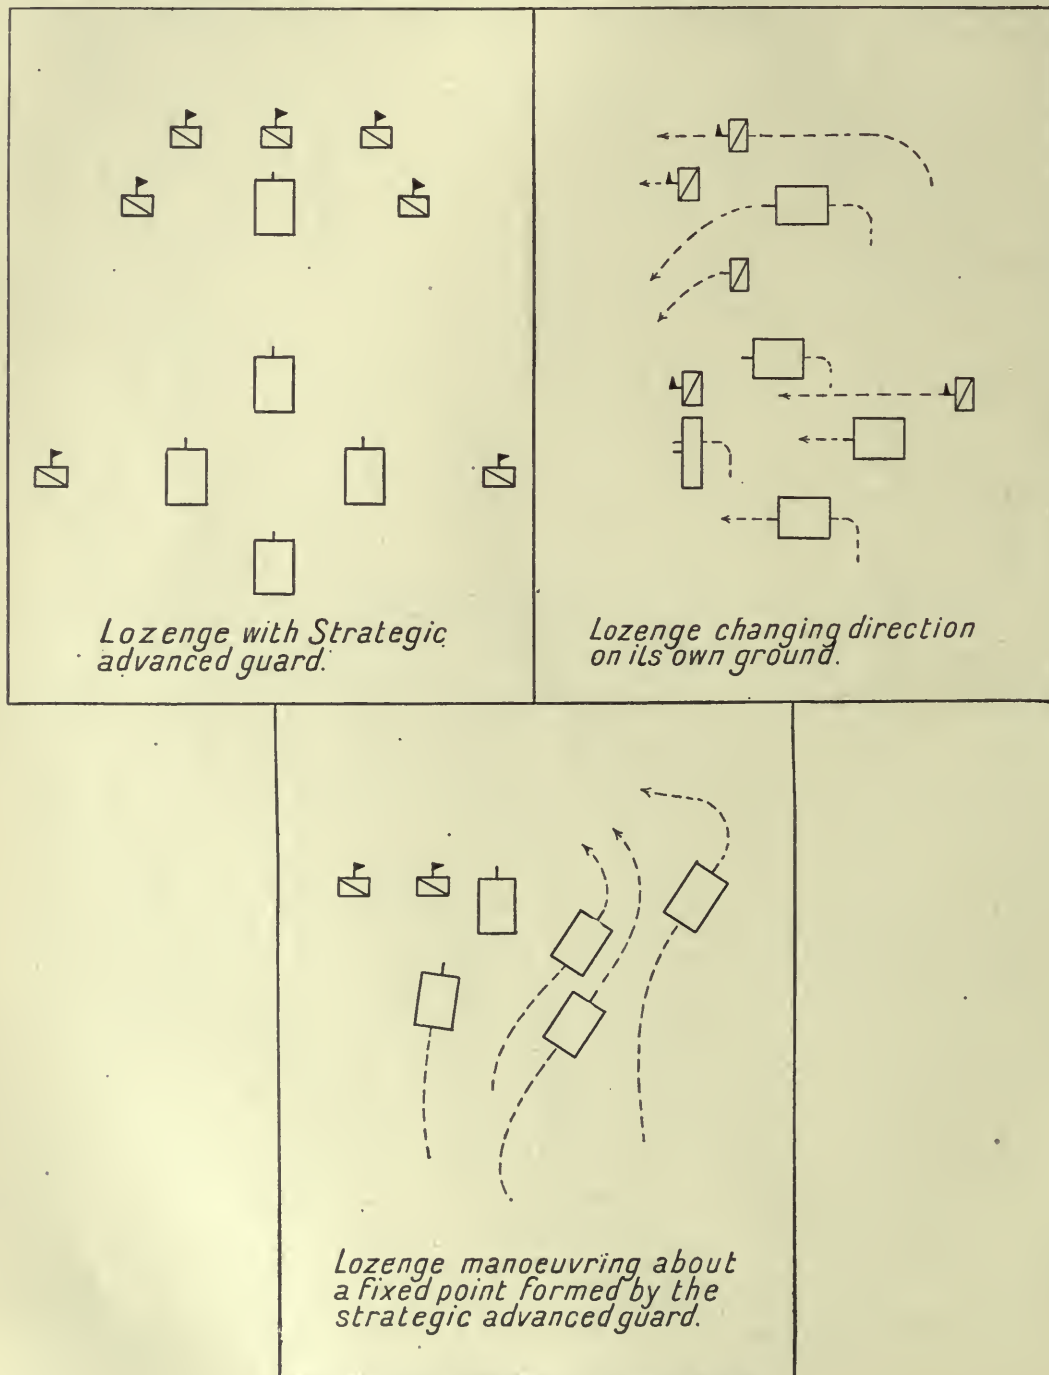 Lozenge with Strategic
advanced guard.
Lozenge changing direction
on its own ground.
Lozenge manoeuvring about
a fixed point formed by the
strategic advanced guard.